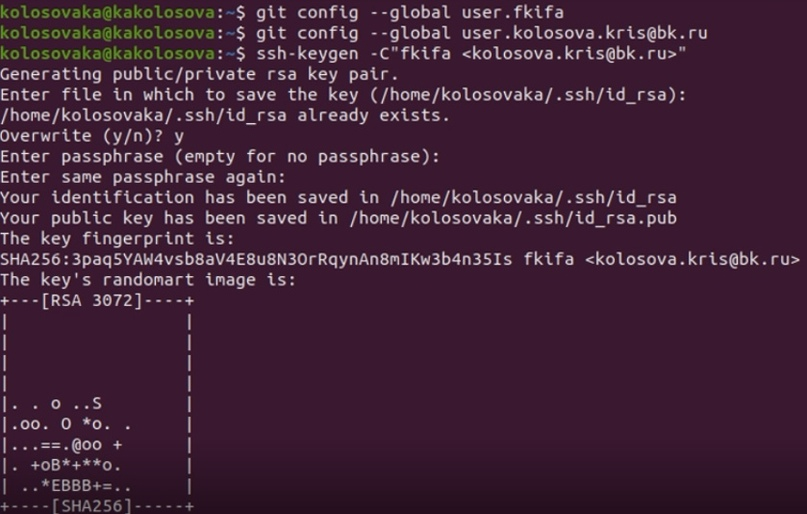 kolosovaka@kakolosova:~$ git config --global user.fkifa
kolosovaka@kakolosova:~$ git config --global user.kolosova.kris@bk.ru
kolosovaka@kakolosova:~$ ssh-keygen -C"fkifa <kolosova.kris@bk.ru>"
Generating public/private rsa key pair.
Enter file in which to save the key (/home/kolosovaka/.ssh/id_rsa):
/home/kolosovaka/.ssh/id_rsa already exists.
Overwrite (y/n)? y
Enter passphrase (empty for no passphrase):
Enter same passphrase again:
Your identification has been saved in /home/kolosovaka/.ssh/id_rsa
Your public key has been saved in /home/kolosovaka/.ssh/id_rsa.pub
The key fingerprint is:
SHA256:3paq5YAW4vsb8aV4E8u8N3OrRqynAn8mIKw3b4n35Is fkifa <kolosova.kris@bk.ru>
The key's randomart image is:
+---[RSA 3072]----+
|                 |
|                 |
|                 |
|                 |
|. . o ..S        |
|.oo. O *o. .     |
|...==.@oo +      |
|. +oB*+**o.      |
| ..*EBBB+=..     |
+----[SHA256]-----+